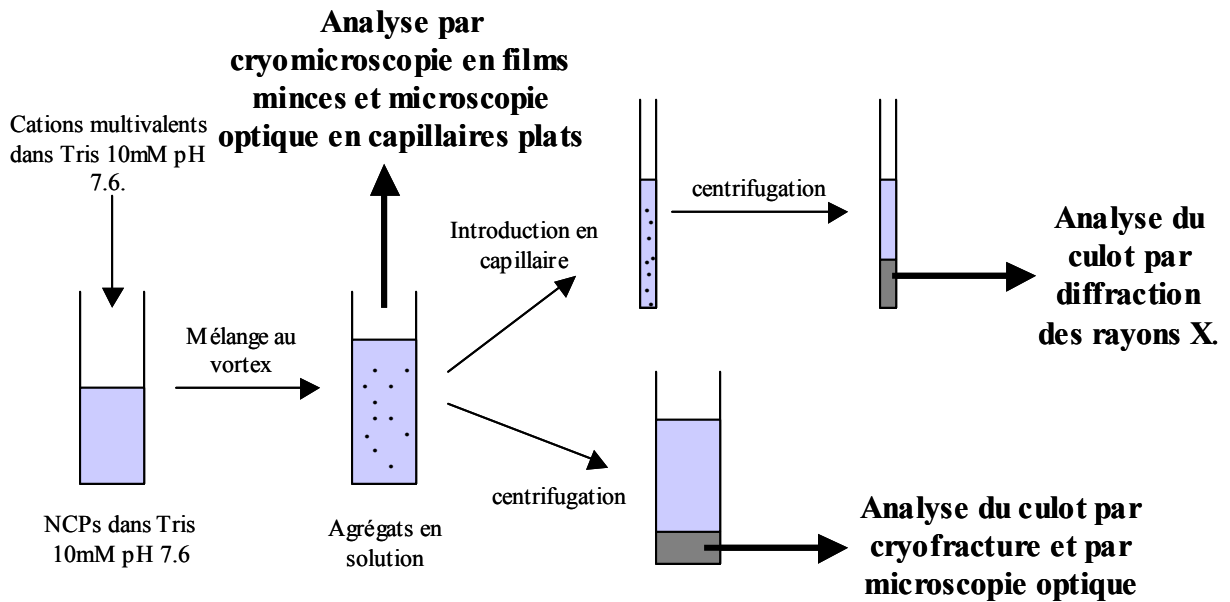 Analyse par
cryomicroscopie en films
minces et microscopie
optique en capillaires plats
Cations multivalents
dans Tris 10mM pH
7.6.
Mélange au
vortex
NCPs dans Tris
10mM pH 7.6
Agrégats en
solution
Introduction en
capillaire
centrifugation
Analyse du
culot par
diffraction
des rayons X.
centrifugation
Analyse du culot par
cryofracture et par
microscopie optique